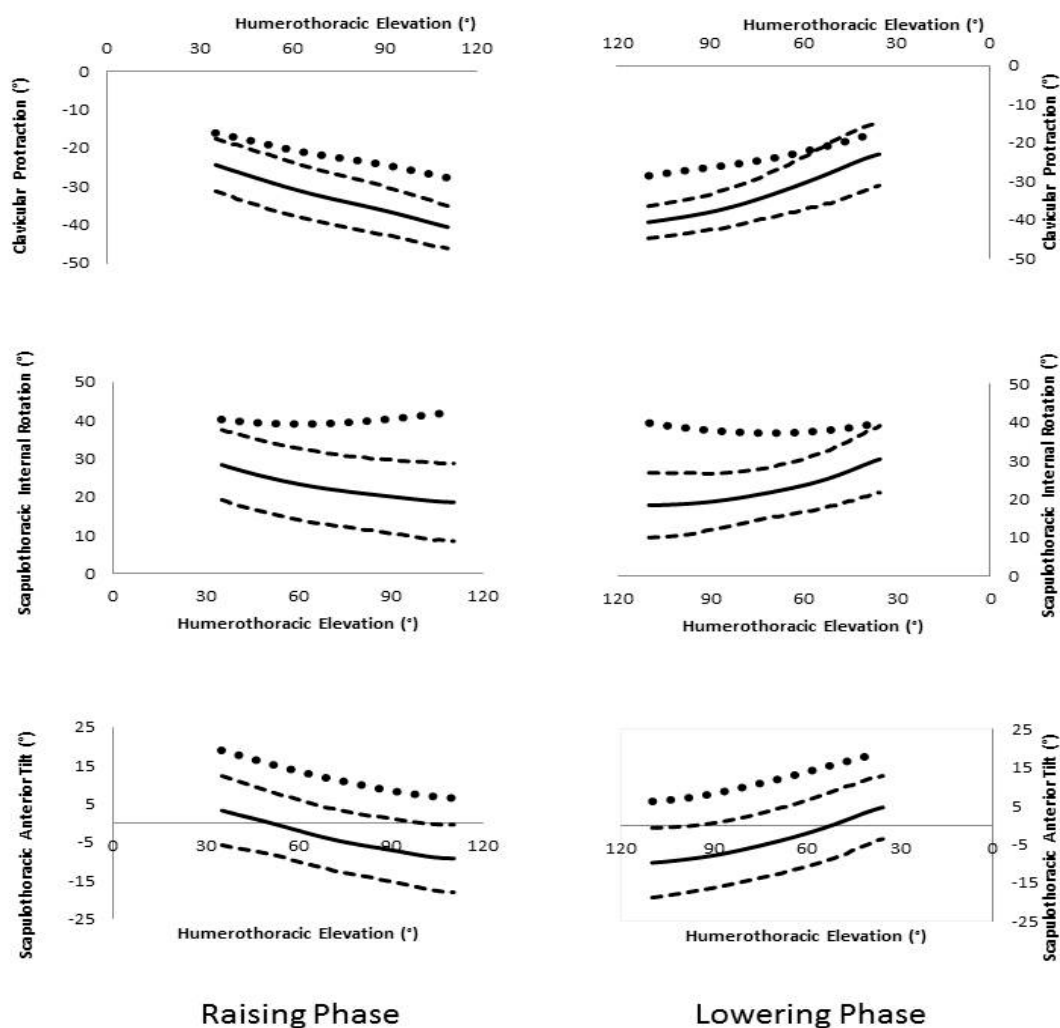 Humerothoracic Elevation (°)
0 30 60 90 120
0
-10
-20
-30
-40
-50
Clavicular Protraction (°)
Humerothoracic Elevation (°)
120 90 60 30 0
0
-10
-20
-30
-40
-50
Clavicular Protraction (°)
50
40
30
20
10
0
Scapulothoracic Internal Rotation (°)
0 30 60 90 120
Humerothoracic Elevation (°)
50
40
30
20
10
0
Scapulothoracic Internal Rotation (°)
120 90 60 30 0
Humerothoracic Elevation (°)
25
15
5
-5
-15
-25
Scapulothoracic Anterior Tilt (°)
0 30 60 90 120
Humerothoracic Elevation (°)
25
15
5
-5
-15
-25
Scapulothoracic Anterior Tilt (°)
120 90 60 30 0
Humerothoracic Elevation (°)
Raising Phase
Lowering Phase